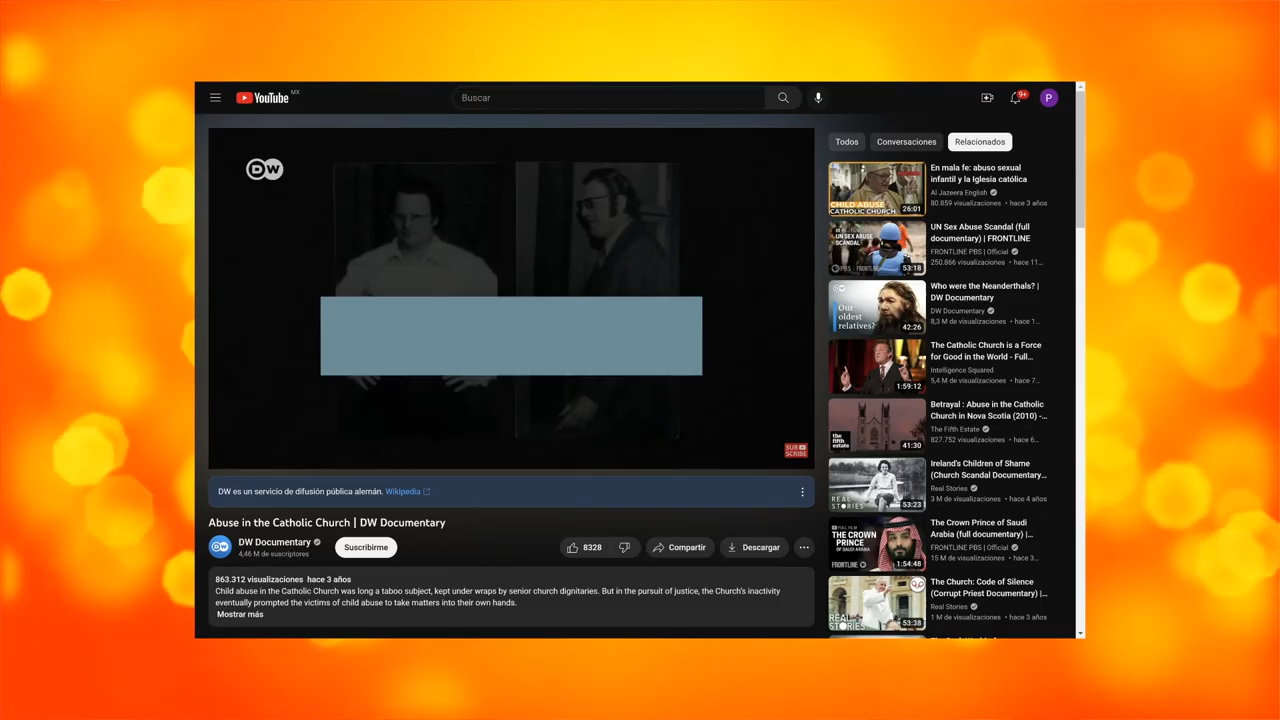 YouTube MX
Buscar
9+
P
DW
SUB
SCRIBE
DW es un servicio de difusión pública alemán. Wikipedia
Abuse in the Catholic Church | DW Documentary
DW Documentary
4,46 M de suscriptores
Suscribirme
8328
Compartir
Descargar
863.312 visualizaciones hace 3 años
Child abuse in the Catholic Church was long a taboo subject, kept under wraps by senior church dignitaries. But in the pursuit of justice, the Church's inactivity
eventually prompted the victims of child abuse to take matters into their own hands.
Mostrar más
Todos
Conversaciones
Relacionados
CHILD ABUSE
CATHOLIC CHURCH
26:01
En mala fe: abuso sexual
infantil y la Iglesia católica
Al Jazeera English
80.859 visualizaciones • hace 3 años
UN SEX ABUSE
SCANDAL
PBS | FRONTLINE
53:18
UN Sex Abuse Scandal (full
documentary) | FRONTLINE
FRONTLINE PBS | Official
250.866 visualizaciones • hace 11...
Our
oldest
relatives?
42:26
Who were the Neanderthals? |
DW Documentary
DW Documentary
8,3 M de visualizaciones • hace 1...
1:59:12
The Catholic Church is a Force
for Good in the World - Full...
Intelligence Squared
5,4 M de visualizaciones • hace 7...
the
fifth
estate
41:30
Betrayal : Abuse in the Catholic
Church in Nova Scotia (2010) -...
The Fifth Estate
827.752 visualizaciones • hace 6...
REAL
STORIES
53:23
Ireland's Children of Shame
(Church Scandal Documentary...
Real Stories
3 M de visualizaciones • hace 4 años
FULL FILM
THE CROWN
PRINCE
OF SAUDI ARABIA
FRONTLINE
1:54:48
The Crown Prince of Saudi
Arabia (full documentary) |...
FRONTLINE PBS | Official
15 M de visualizaciones • hace 3...
REAL
STORIES
53:38
The Church: Code of Silence
(Corrupt Priest Documentary) |...
Real Stories
1 M de visualizaciones • hace 3 años